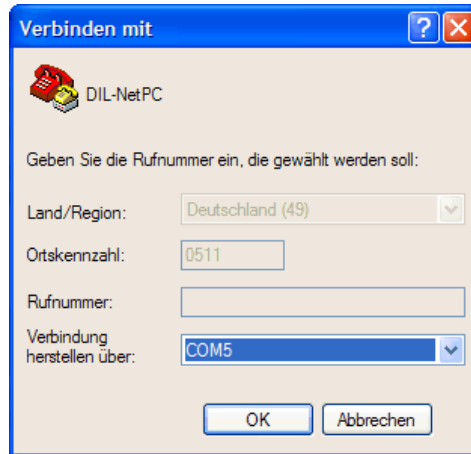 Verbinden mit
DIL-NetPC
Geben Sie die Rufnummer ein, die gewählt werden soll:
Land/Region: Deutschland (49)
Ortskennzahl: 0511
Rufnummer:
Verbindung
herstellen über: COM5
OK Abbrechen